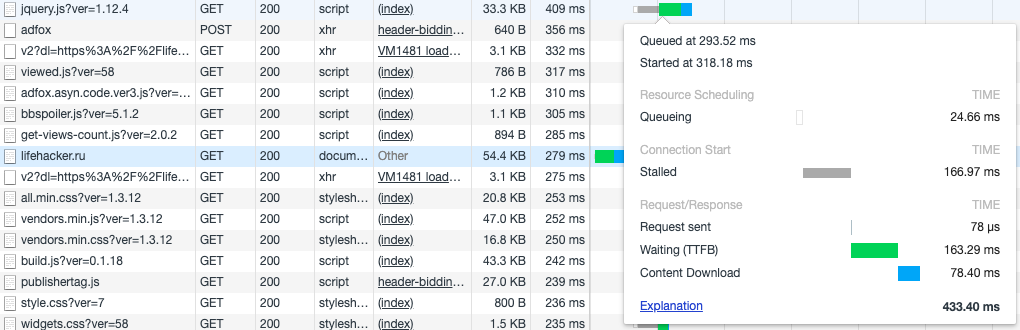 jquery.js?ver=1.12.4 GET 200 script (index) 33.3 KB 409 ms
adfox POST 200 xhr header-biddin... 640 B 356 ms
v2?dl=https%3A%2F%2Flife... GET 200 xhr VM1481 load... 3.1 KB 332 ms
viewed.js?ver=58 GET 200 script (index) 786 B 317 ms
adfox.asyn.code.ver3.js?ver=... GET 200 script (index) 1.2 KB 310 ms
bbspoiler.js?ver=5.1.2 GET 200 script (index) 1.1 KB 305 ms
get-views-count.js?ver=2.0.2 GET 200 script (index) 894 B 285 ms
lifehacker.ru GET 200 docum... Other 54.4 KB 279 ms
v2?dl=https%3A%2F%2Flife... GET 200 xhr VM1481 load... 3.1 KB 275 ms
all.min.css?ver=1.3.12 GET 200 stylesh... (index) 20.8 KB 253 ms
vendors.min.js?ver=1.3.12 GET 200 script (index) 47.0 KB 252 ms
vendors.min.css?ver=1.3.12 GET 200 stylesh... (index) 16.8 KB 250 ms
build.js?ver=0.1.18 GET 200 script (index) 43.3 KB 242 ms
publishertag.js GET 200 script header-biddin... 27.0 KB 239 ms
style.css?ver=7 GET 200 stylesh... (index) 800 B 236 ms
widgets.css?ver=58 GET 200 stylesh... (index) 1.5 KB 235 ms
Queued at 293.52 ms
Started at 318.18 ms
Resource Scheduling TIME
Queueing 24.66 ms
Connection Start TIME
Stalled 166.97 ms
Request/Response TIME
Request sent 78 µs
Waiting (TTFB) 163.29 ms
Content Download 78.40 ms
Explanation 433.40 ms